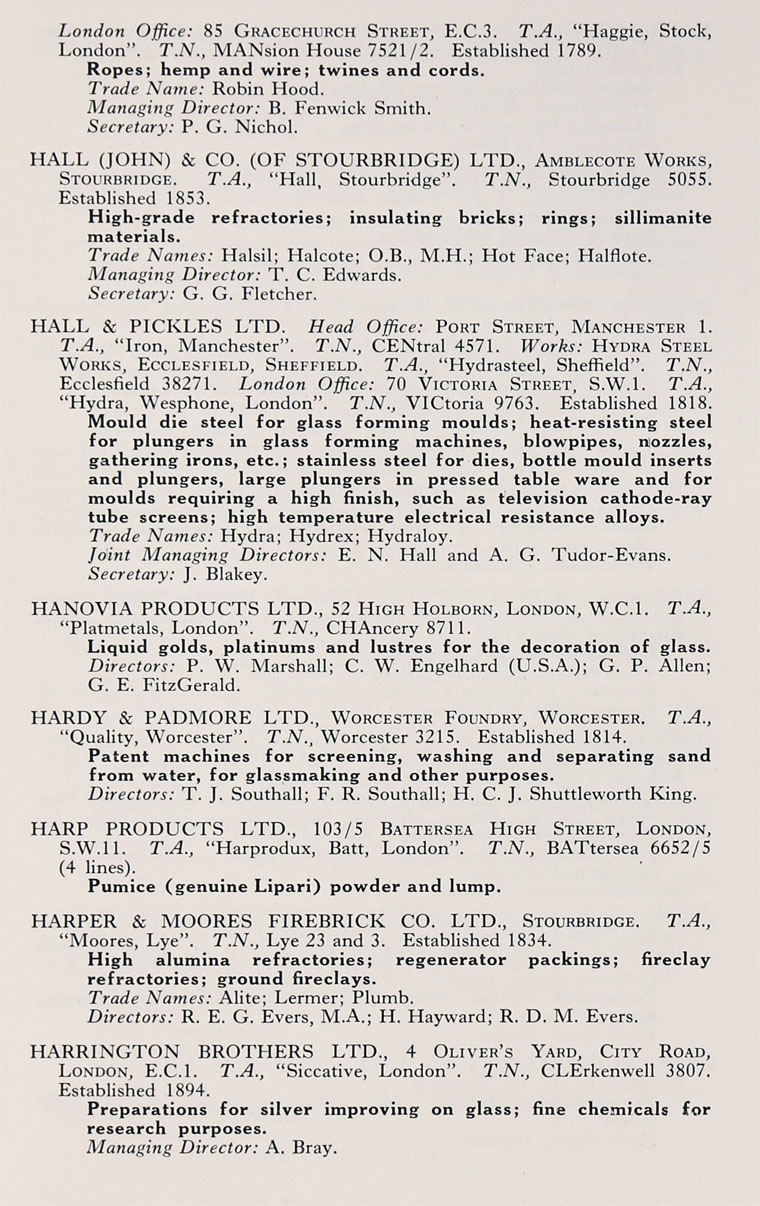 London Office: 85 GRACECHURCH STREET, E.C.3. T.A., “Haggie, Stock,
London”. T.N., MANsion House 7521/2. Established 1789.
Ropes; hemp and wire; twines and cords.
Trade Name: Robin Hood.
Managing Director: B. Fenwick Smith.
Secretary: P. G. Nichol.
HALL (JOHN) & CO. (OF STOURBRIDGE) LTD., AMBLECOTE WORKS,
STOURBRIDGE. T.A., “Hall, Stourbridge”. T.N., Stourbridge 5055.
Established 1853.
High-grade refractories; insulating bricks; rings; sillimanite
materials.
Trade Names: Halsil; Halcote; O.B., M.H.; Hot Face; Halflote.
Managing Director: T. C. Edwards.
Secretary: G. G. Fletcher.
HALL & PICKLES LTD. Head Office: PORT STREET, MANCHESTER 1.
T.A., “Iron, Manchester”. T.N., CENtral 4571. Works: HYDRA STEEL
WORKS, ECCLESFIELD, SHEFFIELD. T.A., “Hydrasteel, Sheffield”. T.N.,
Ecclesfield 38271. London Office: 70 VICTORIA STREET, S.W.1. T.A.,
“Hydra, Wesphone, London”. T.N., VICtoria 9763. Established 1818.
Mould die steel for glass forming moulds; heat-resisting steel
for plungers in glass forming machines, blowpipes, nozzles,
gathering irons, etc.; stainless steel for dies, bottle mould inserts
and plungers, large plungers in pressed table ware and for
moulds requiring a high finish, such as television cathode-ray
tube screens; high temperature electrical resistance alloys.
Trade Names: Hydra; Hydrex; Hydraloy.
Joint Managing Directors: E. N. Hall and A. G. Tudor-Evans.
Secretary: J. Blakey.
HANOVIA PRODUCTS LTD., 52 HIGH HOLBORN, LONDON, W.C.1. T.A.,
“Platmetals, London”. T.N., CHAncery 8711.
Liquid golds, platinums and lustres for the decoration of glass.
Directors: P. W. Marshall; C. W. Engelhard (U.S.A.); G. P. Allen;
G. E. FitzGerald.
HARDY & PADMORE LTD., WORCESTER FOUNDRY, WORCESTER. T.A.,
“Quality, Worcester”. T.N., Worcester 3215. Established 1814.
Patent machines for screening, washing and separating sand
from water, for glassmaking and other purposes.
Directors: T. J. Southall; F. R. Southall; H. C. J. Shuttleworth King.
HARP PRODUCTS LTD., 103/5 BATTERSEA HIGH STREET, LONDON,
S.W.11. T.A., “Harprodux, Batt, London”. T.N., BATtersea 6652/5
(4 lines).
Pumice (genuine Lipari) powder and lump.
HARPER & MOORES FIREBRICK CO. LTD., STOURBRIDGE. T.A.,
“Moores, Lye”. T.N., Lye 23 and 3. Established 1834.
High alumina refractories; regenerator packings; fireclay
refractories; ground fireclays.
Trade Names: Alite; Lermer; Plumb.
Directors: R. E. G. Evers, M.A.; H. Hayward; R. D. M. Evers.
HARRINGTON BROTHERS LTD., 4 OLIVER'S YARD, CITY ROAD,
LONDON, E.C.1. T.A., “Siccative, London”. T.N., CLErkenwell 3807.
Established 1894.
Preparations for silver improving on glass; fine chemicals for
research purposes.
Managing Director: A. Bray.